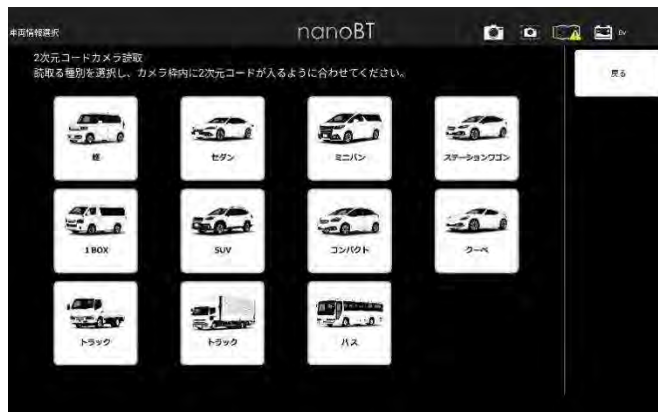 車両情報選択
nanoBT
0V
2次元コードカメラ読取
読取る種別を選択し、カメラ枠内に2次元コードが入るように合わせてください。
戻る
軽
セダン
ミニバン
ステーションワゴン
1BOX
SUV
コンパクト
クーペ
トラック
トラック
バス